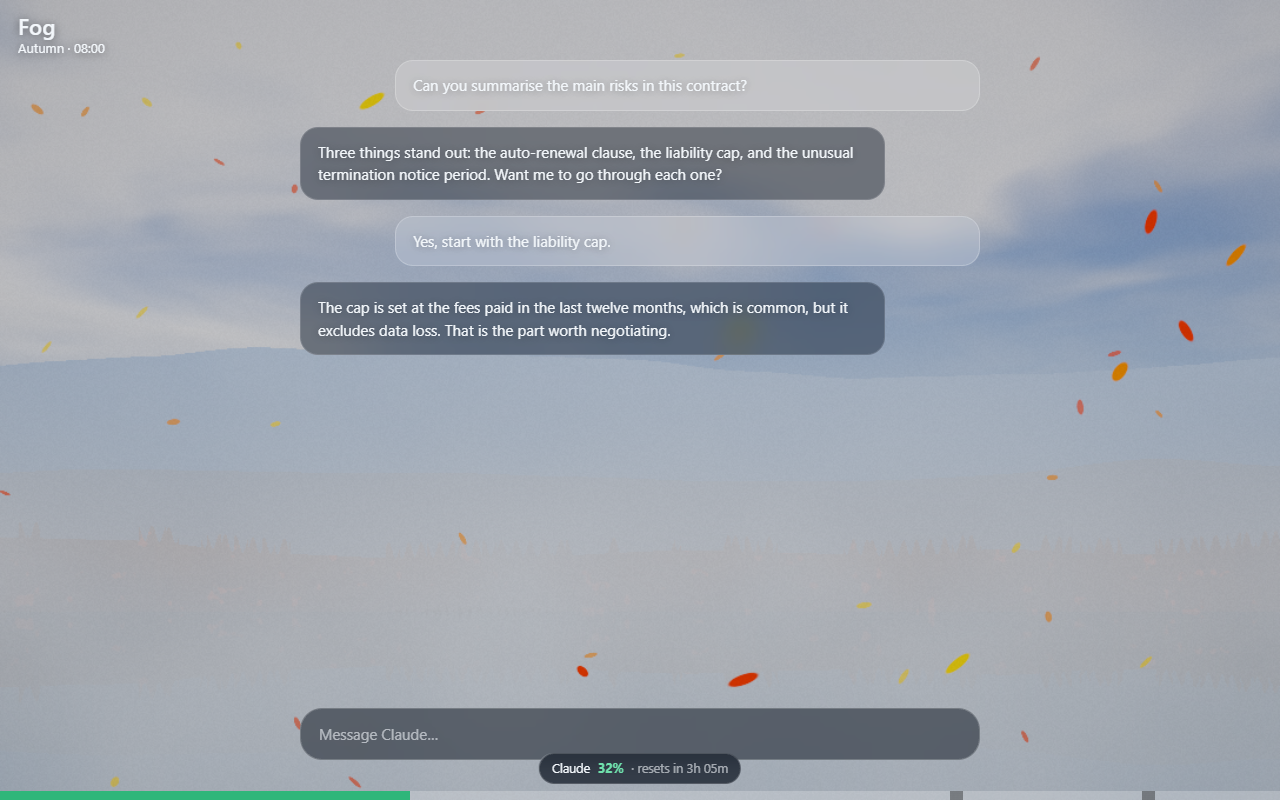 Fog
Autumn · 08:00
Can you summarise the main risks in this contract?
Three things stand out: the auto-renewal clause, the liability cap, and the unusual
termination notice period. Want me to go through each one?
Yes, start with the liability cap.
The cap is set at the fees paid in the last twelve months, which is common, but it
excludes data loss. That is the part worth negotiating.
Message Claude...
Claude 32% · resets in 3h 05m